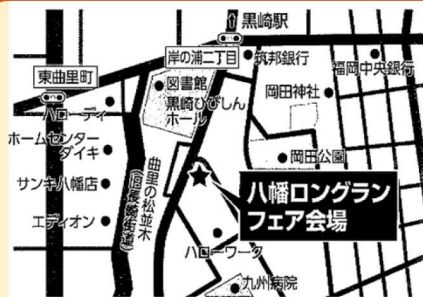 黒崎駅
岸の浦二丁目
筑邦銀行
福岡中央銀行
東曲里町
図書館
黒崎ひびしん
ホール
岡田神社
ハローデイ
ホームセンター
ダイキ
岡田公園
サンキ八幡店
曲里の松並木
(旧長崎街道)
八幡ロングラン
フェア会場
エディオン
ハローワーク
九州病院